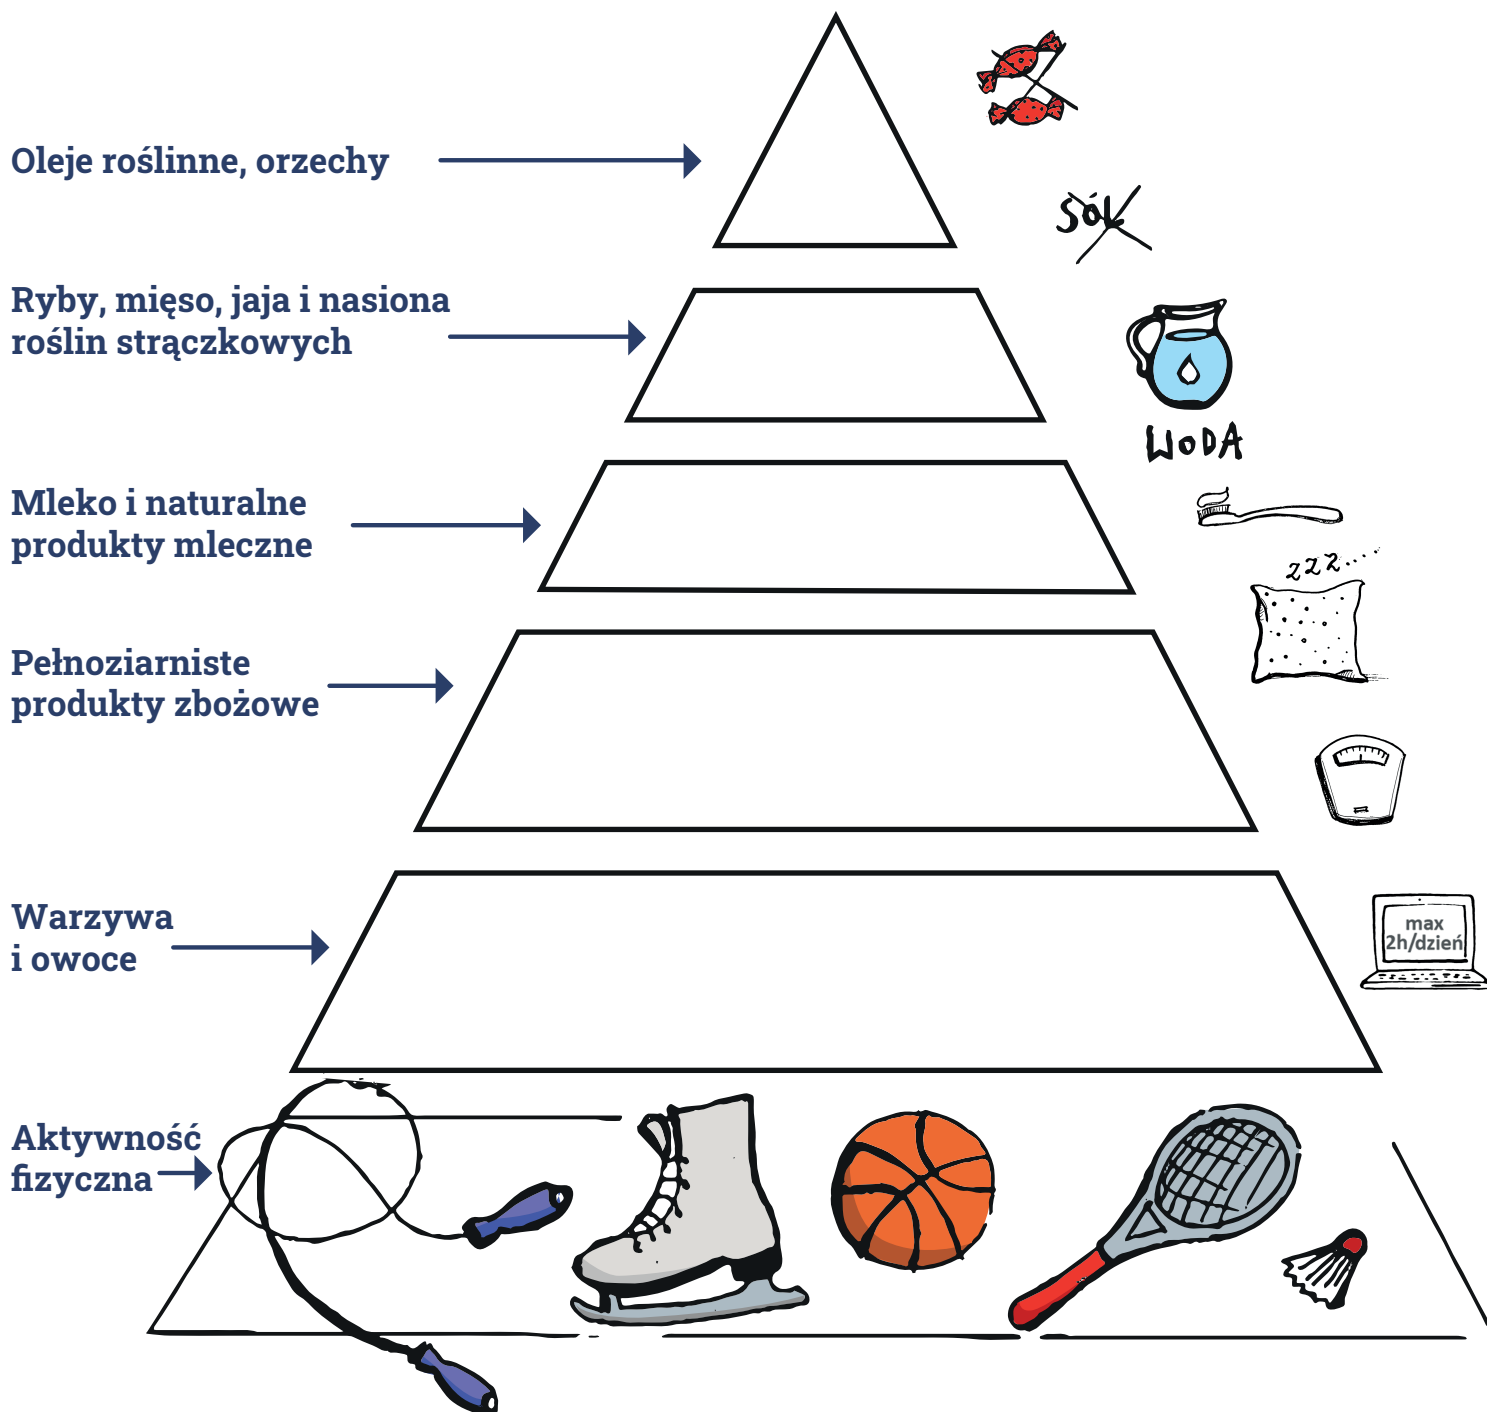 Oleje roślinne, orzechy
SÓL
Ryby, mięso, jaja i nasiona
roślin strączkowych
WODA
Mleko i naturalne
produkty mleczne
zzz.....
Pełnoziarniste
produkty zbożowe
Warzywa
i owoce
max
2h/dzień
Aktywność
fizyczna